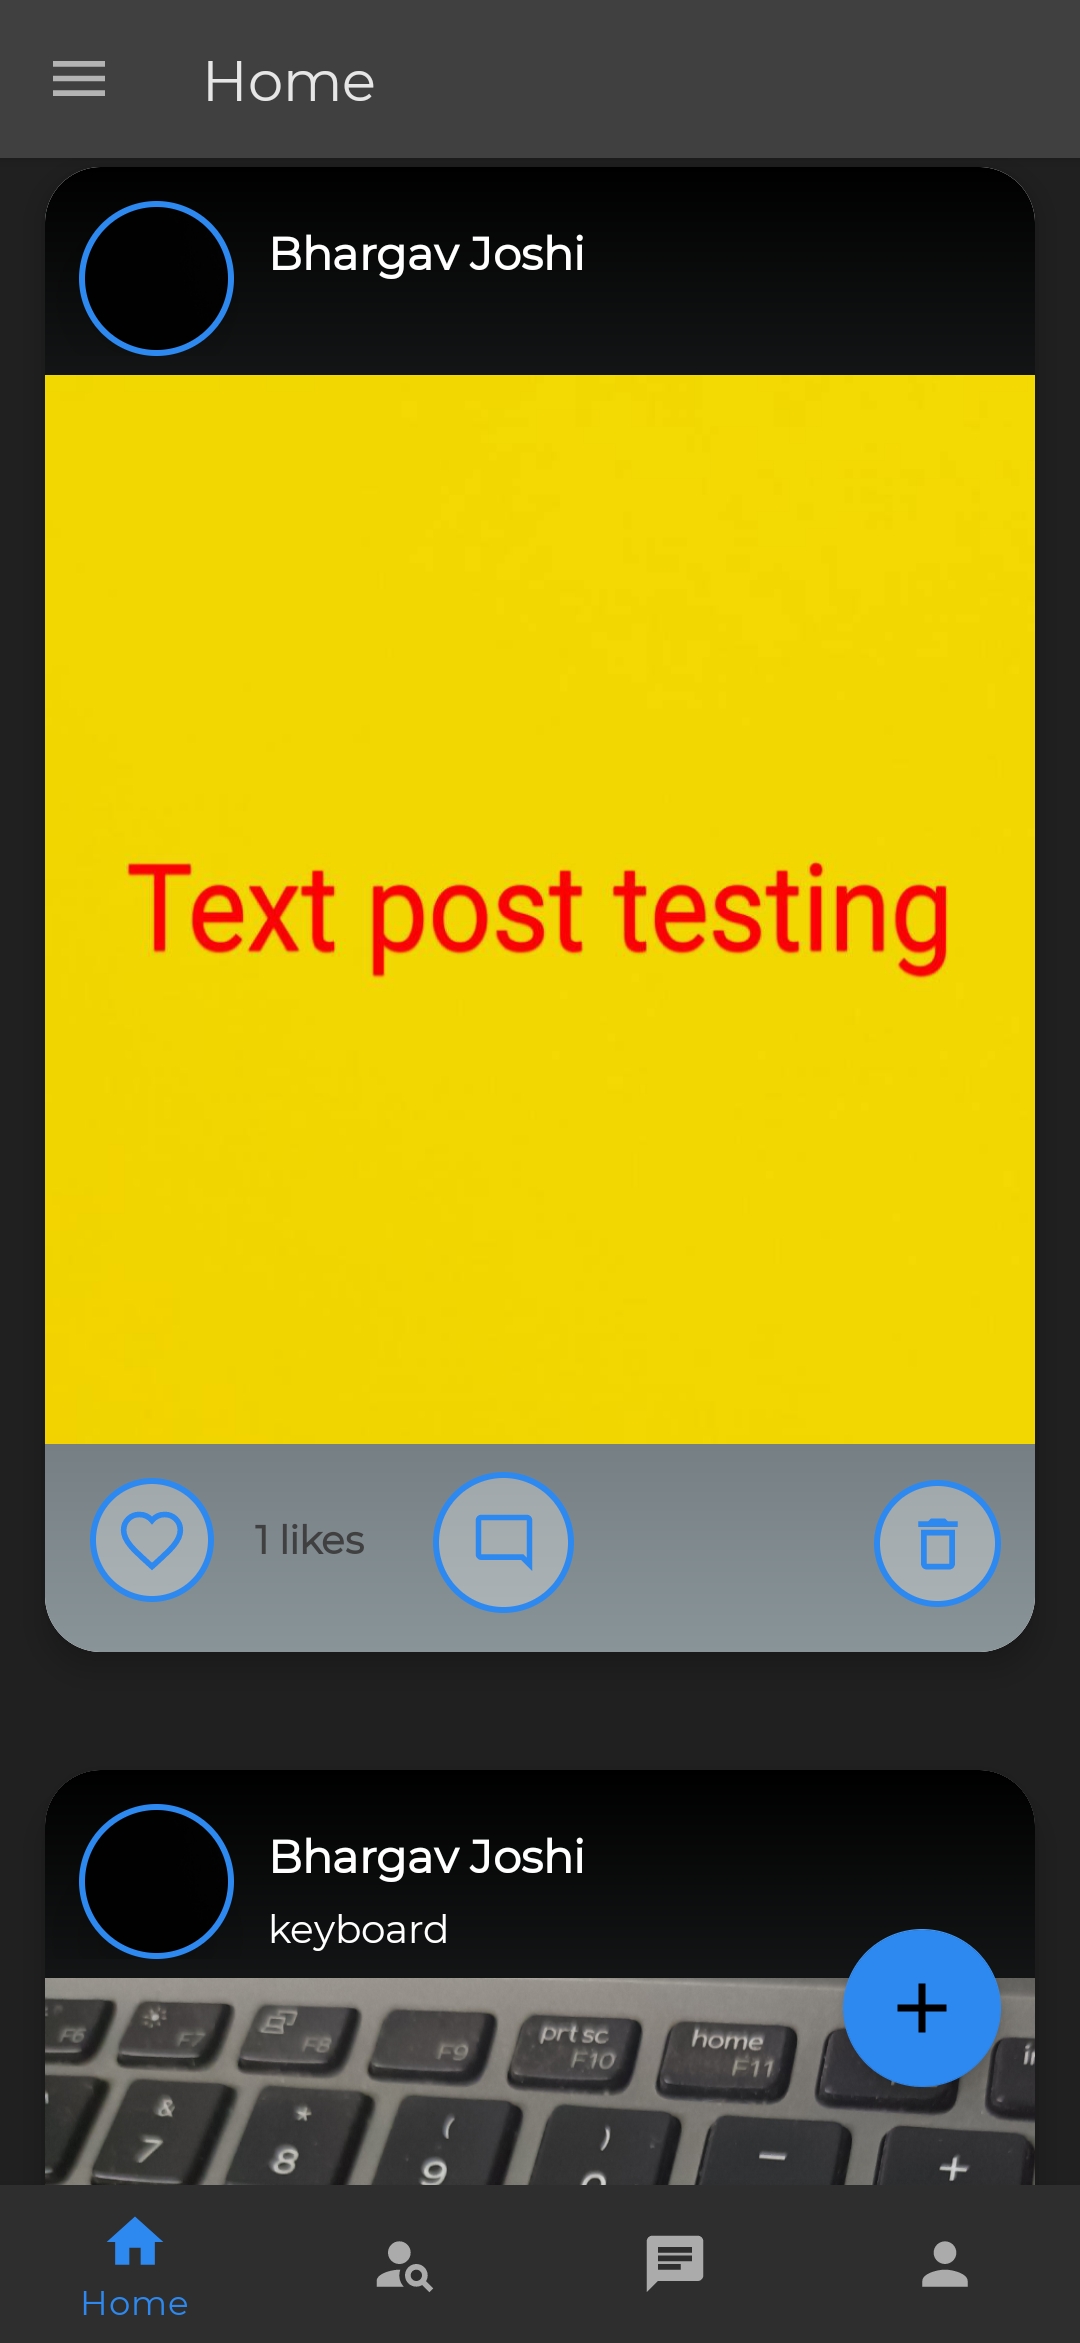 Home
Bhargav Joshi
Text post testing
1 likes
Bhargav Joshi
keyboard
F6 F7 F8 F9 prt sc F10 home F11
& 7 * 8 ( 9 ) - +
Home